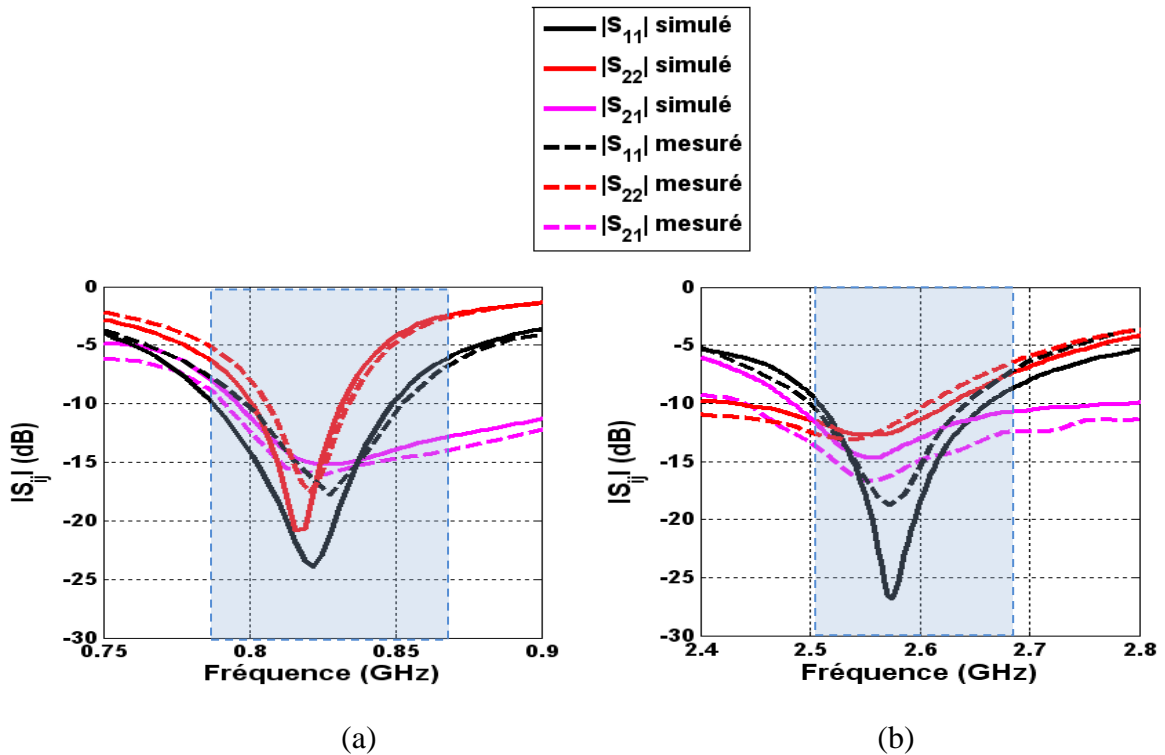 |S11| simulé
|S22| simulé
|S21| simulé
|S11| mesuré
|S22| mesuré
|S21| mesuré
0
-5
-10
-15
-20
-25
-30
|Sij| (dB)
0.75
0.8
0.85
0.9
Fréquence (GHz)
(a)
0
-5
-10
-15
-20
-25
-30
|Sij| (dB)
2.4
2.5
2.6
2.7
2.8
Fréquence (GHz)
(b)